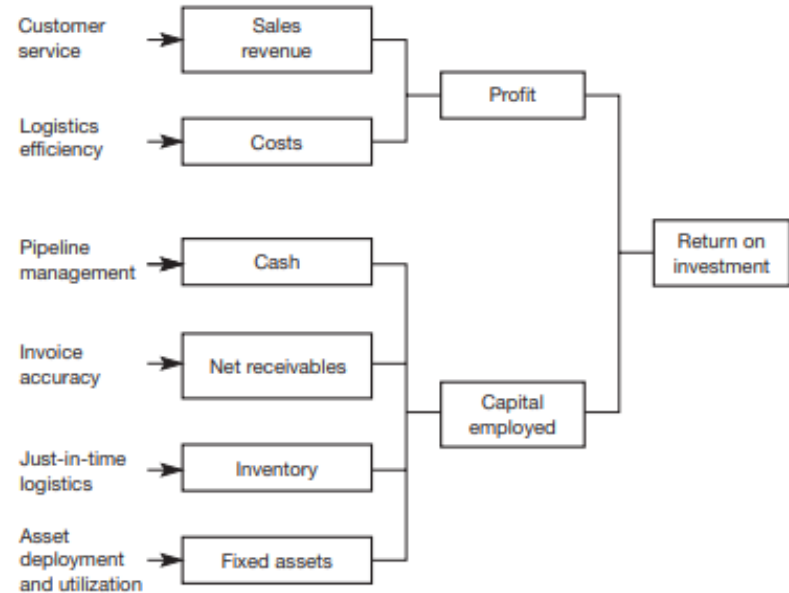 Customer
service
Sales
revenue
Profit
Logistics
efficiency
Costs
Return on
investment
Pipeline
management
Cash
Invoice
accuracy
Net receivables
Capital
employed
Just-in-time
logistics
Inventory
Asset
deployment
and utilization
Fixed assets